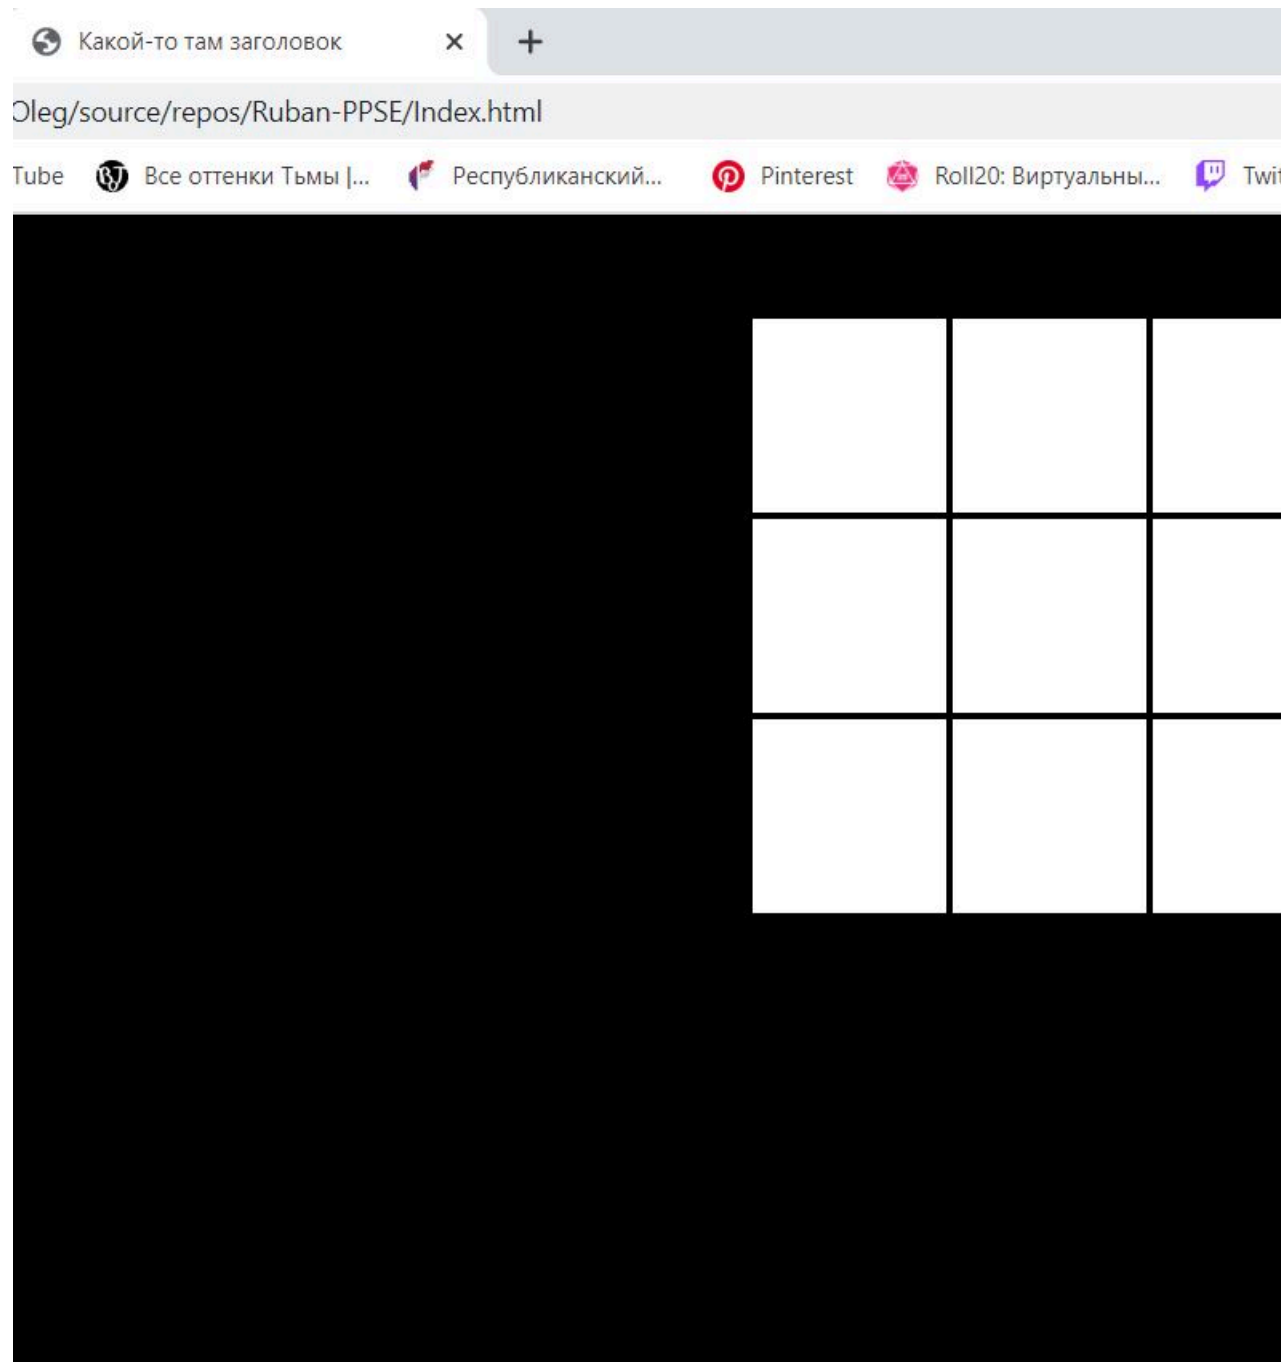 Какой-то там заголовок
Oleg/source/repos/Ruban-PPSE/Index.html
Tube Все оттенки Тьмы |... Республиканский... Pinterest Roll20: Виртуальны... Twit